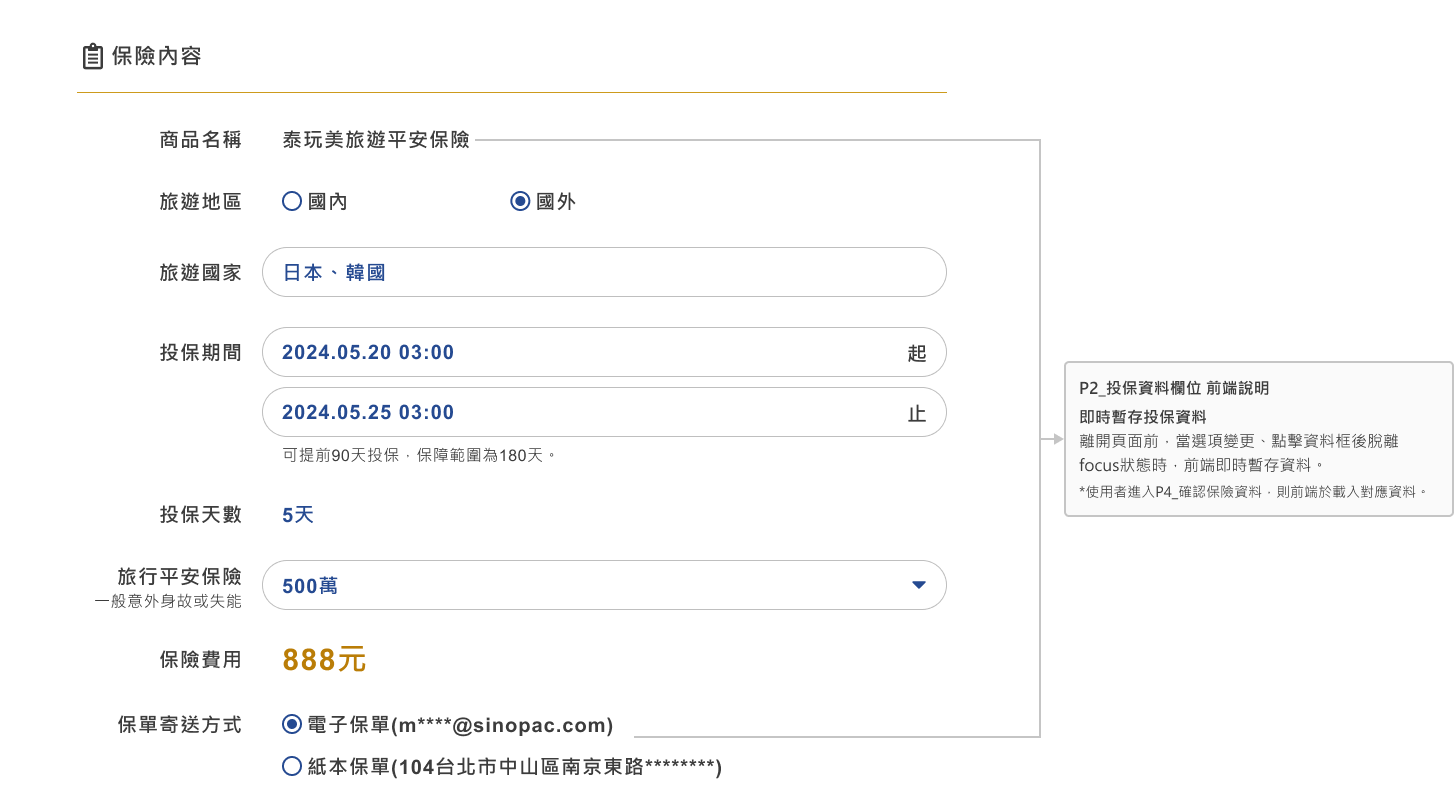 保險內容
商品名稱 泰玩美旅遊平安保險
旅遊地區 國內 國外
旅遊國家 日本、韓國
投保期間 2024.05.20 03:00 起
2024.05.25 03:00 止
可提前90天投保，保障範圍為180天。
投保天數 5天
旅行平安保險 500萬
一般意外身故或失能
保險費用 888元
保單寄送方式 電子保單(m****@sinopac.com)
紙本保單(104台北市中山區南京東路********)
P2_投保資料欄位 前端說明
即時暫存投保資料
離開頁面前，當選項變更、點擊資料框後脫離
focus狀態時，前端即時暫存資料。
*使用者進入P4_確認保險資料，則前端於載入對應資料。